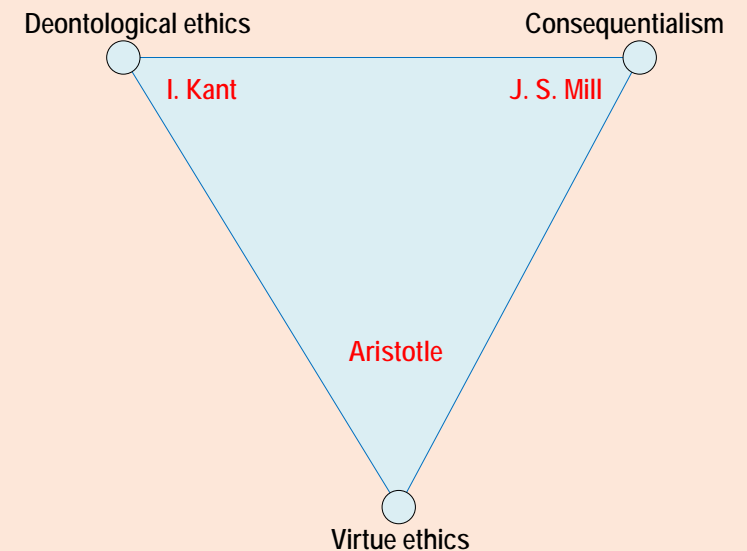 Deontological ethics
Consequentialism
I. Kant
J. S. Mill
Aristotle
Virtue ethics